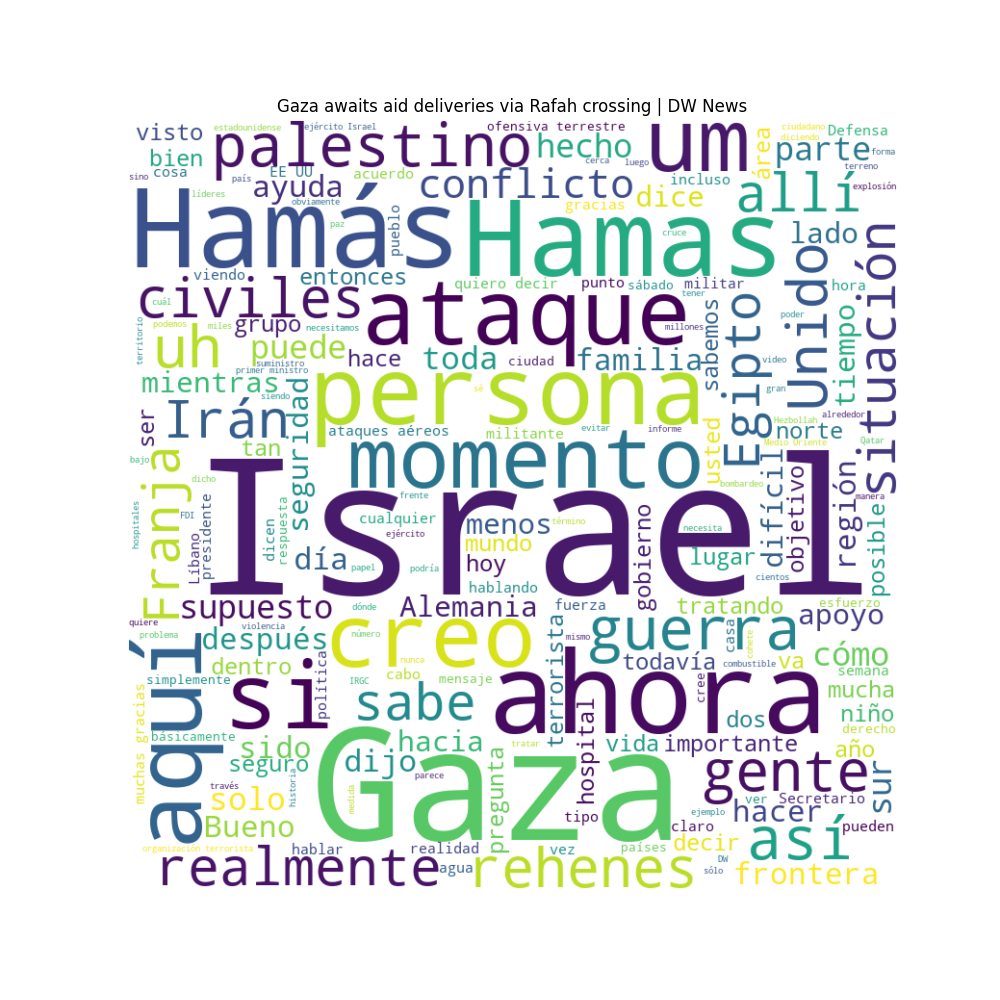 Gaza awaits aid deliveries via Rafah crossing | DW News
visto
estadounidense
ejército Israel
palestino
ofensiva terrestre
hecho
um
área
ciudadano
diciendo
Defensa
bien
cosa
EE UU
acuerdo
cerca
luego
parte
forma
terreno
sino
país
líderes
ayuda
obviamente
conflicto
gracias
dice
incluso
allí
explosión
Hamás
paz
pueblo
Hamas
cruce
lado
viendo
entonces
quiero decir
punto
sábado
militar
tener
hora
situación
civiles
cuál
ataque
sabemos
Egipto
Unido
poder
tiempo
territorio
podemos
miles
grupo
necesitamos
millones
uh
puede
hace
toda
ciudad
familia
video
suministro
primer ministro
mientras
siendo
persona
sé
gran
Irán
seguridad
ser
ataques aéreos
militante
evitar
informe
usted
Hezbollah
alrededor
norte
tan
momento
Medio Oriente
Qatar
bajo
Franja
dicho
Israel
bombardeo
difícil
objetivo
región
manera
posible
hospitales
FDI
Líbano
presidente
dicen
respuesta
frente
cualquier
ejército
menos
término
mundo
hoy
gobierno
necesita
lugar
día
papel
podría
hablando
cientos
supuesto
dónde
Alemania
fuerza
tratando
esfuerzo
apoyo
quiere
problema
violencia
después
número
creo
mismo
guerra
casa
cohete
cómo
aquí
dentro
política
nunca
cabo
IRGC
mensaje
terrorista
todavía
cree
combustible
va
semana
simplemente
si
sabe
ahora
mucha
muchas gracias
básicamente
sido
seguro
Gaza
hacia
dijo
hospital
vida
dos
importante
niño
derecho
año
tratar
través
historia
medida
parece
pregunta
gente
sur
solo
tipo
ejemplo
hacer
ver
Secretario
Bueno
claro
pueden
organización terrorista
hablar
realidad
vez
países
decir
DW
así
realmente
agua
rehenes
sólo
frontera